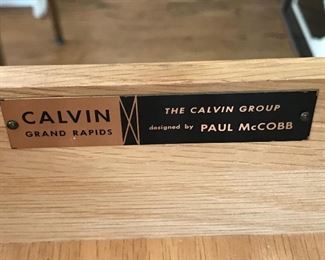 CALVIN
GRAND RAPIDS
THE CALVIN GROUP
designed by PAUL McCOBB